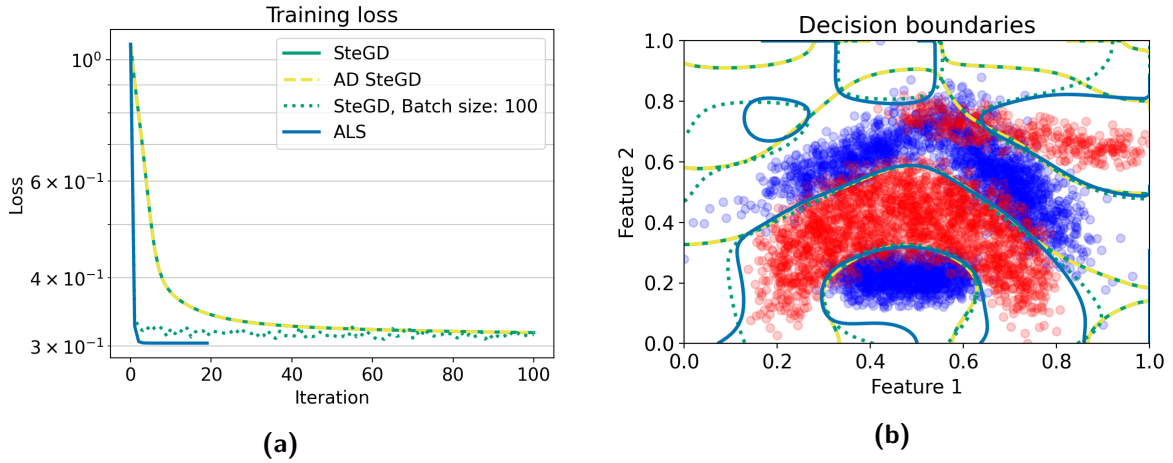 Training loss
10⁰
6 × 10⁻¹
4 × 10⁻¹
3 × 10⁻¹
Loss
SteGD
AD SteGD
SteGD, Batch size: 100
ALS
0 20 40 60 80 100
Iteration
(a)
Decision boundaries
1.0
0.8
0.6
0.4
0.2
0.0
Feature 2
0.0 0.2 0.4 0.6 0.8 1.0
Feature 1
(b)